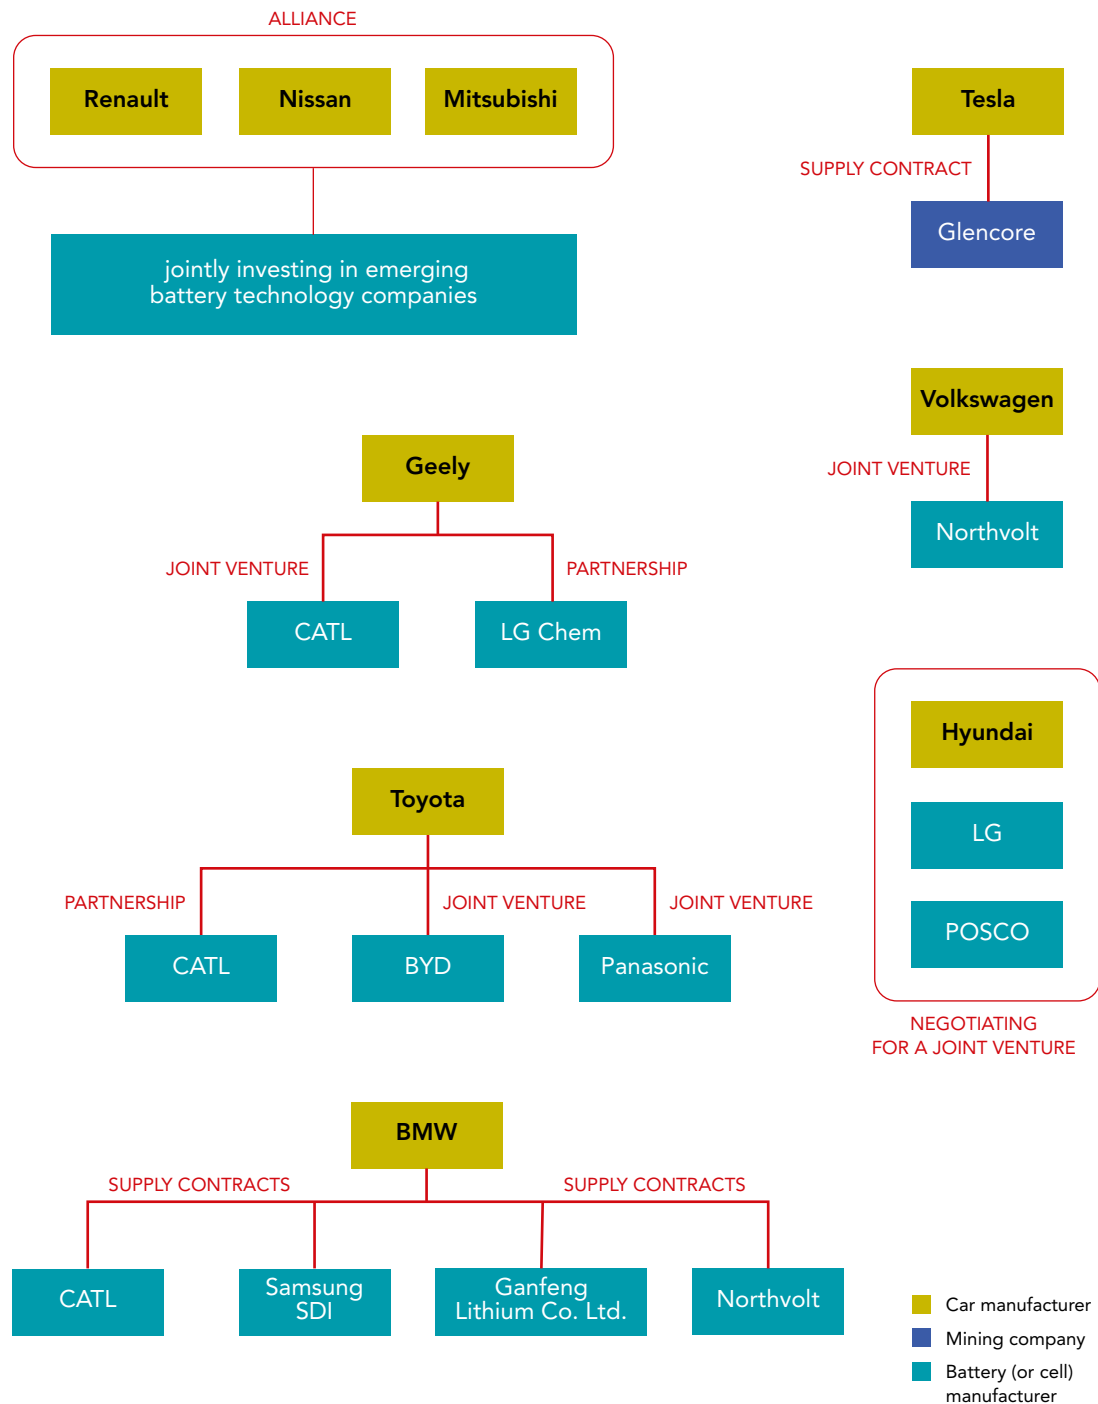 ALLIANCE
Renault
Nissan
Mitsubishi
jointly investing in emerging
battery technology companies
Tesla
SUPPLY CONTRACT
Glencore
Volkswagen
JOINT VENTURE
Northvolt
Geely
JOINT VENTURE
PARTNERSHIP
CATL
LG Chem
Hyundai
LG
POSCO
NEGOTIATING
FOR A JOINT VENTURE
Toyota
PARTNERSHIP
JOINT VENTURE
JOINT VENTURE
CATL
BYD
Panasonic
BMW
SUPPLY CONTRACTS
SUPPLY CONTRACTS
CATL
Samsung
SDI
Ganfeng
Lithium Co. Ltd.
Northvolt
Car manufacturer
Mining company
Battery (or cell)
manufacturer